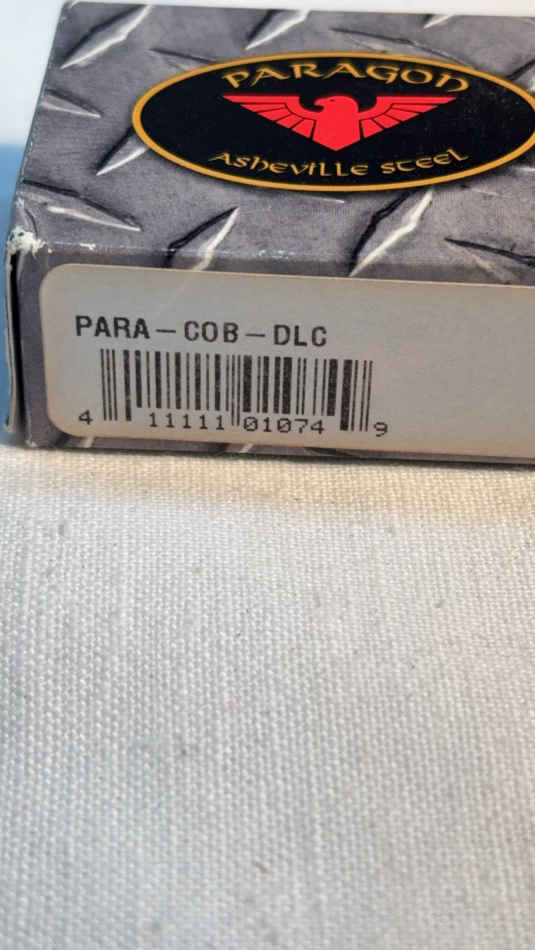 PARAGON
Asheville Steel
PARA-COB-DLC
4 11111 01074 9